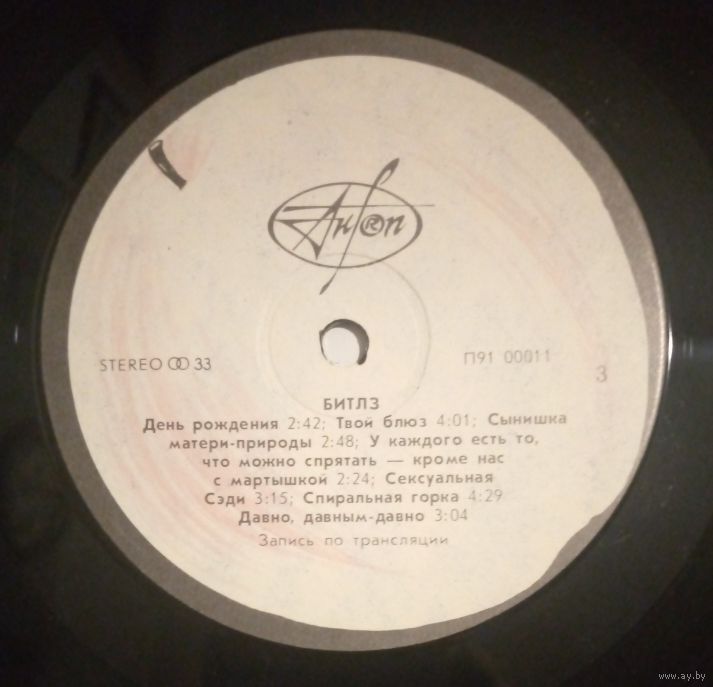 АнТроп
®
STEREO 33
П91 00011
3
БИТЛЗ
День рождения 2:42; Твой блюз 4:01; Сынишка
матери-природы 2:48; У каждого есть то,
что можно спрятать — кроме нас
с мартышкой 2:24; Сексуальная
Сэди 3:15; Спиральная горка 4:29
Давно, давным-давно 3:04
Запись по трансляции
www.ay.by